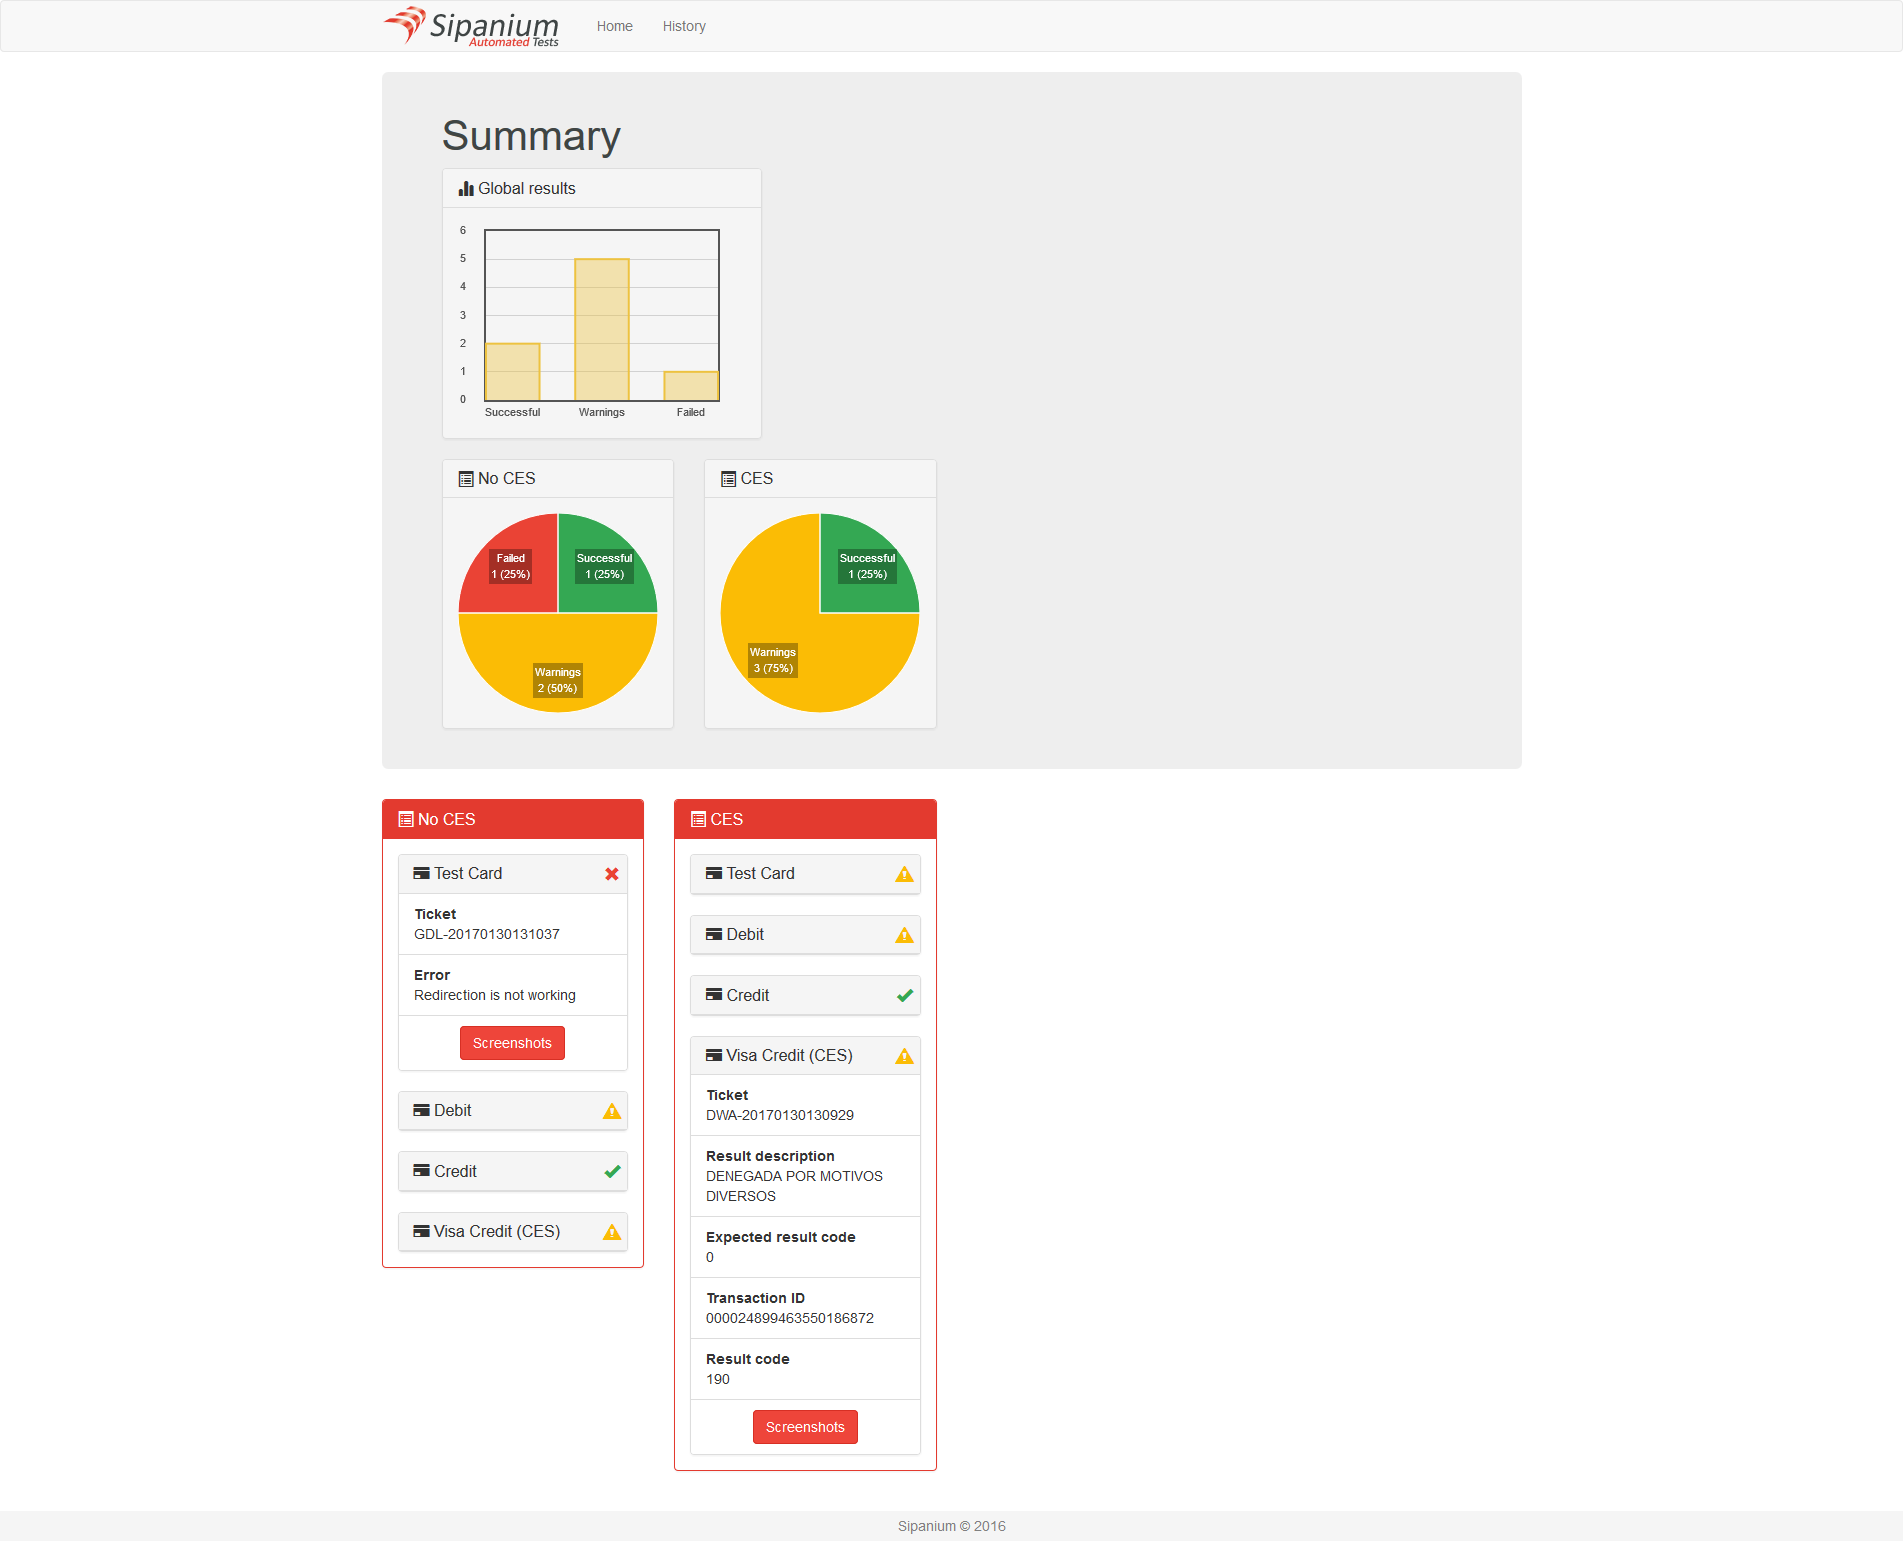 Sipanium
Automated Tests
Home
History
Summary
Global results
6
5
4
3
2
1
0
Successful
Warnings
Failed
No CES
Failed
1 (25%)
Successful
1 (25%)
Warnings
2 (50%)
CES
Successful
1 (25%)
Warnings
3 (75%)
No CES
Test Card
Ticket
GDL-20170130131037
Error
Redirection is not working
Screenshots
Debit
Credit
Visa Credit (CES)
CES
Test Card
Debit
Credit
Visa Credit (CES)
Ticket
DWA-20170130130929
Result description
DENEGADA POR MOTIVOS
DIVERSOS
Expected result code
0
Transaction ID
000024899463550186872
Result code
190
Screenshots
Sipanium © 2016